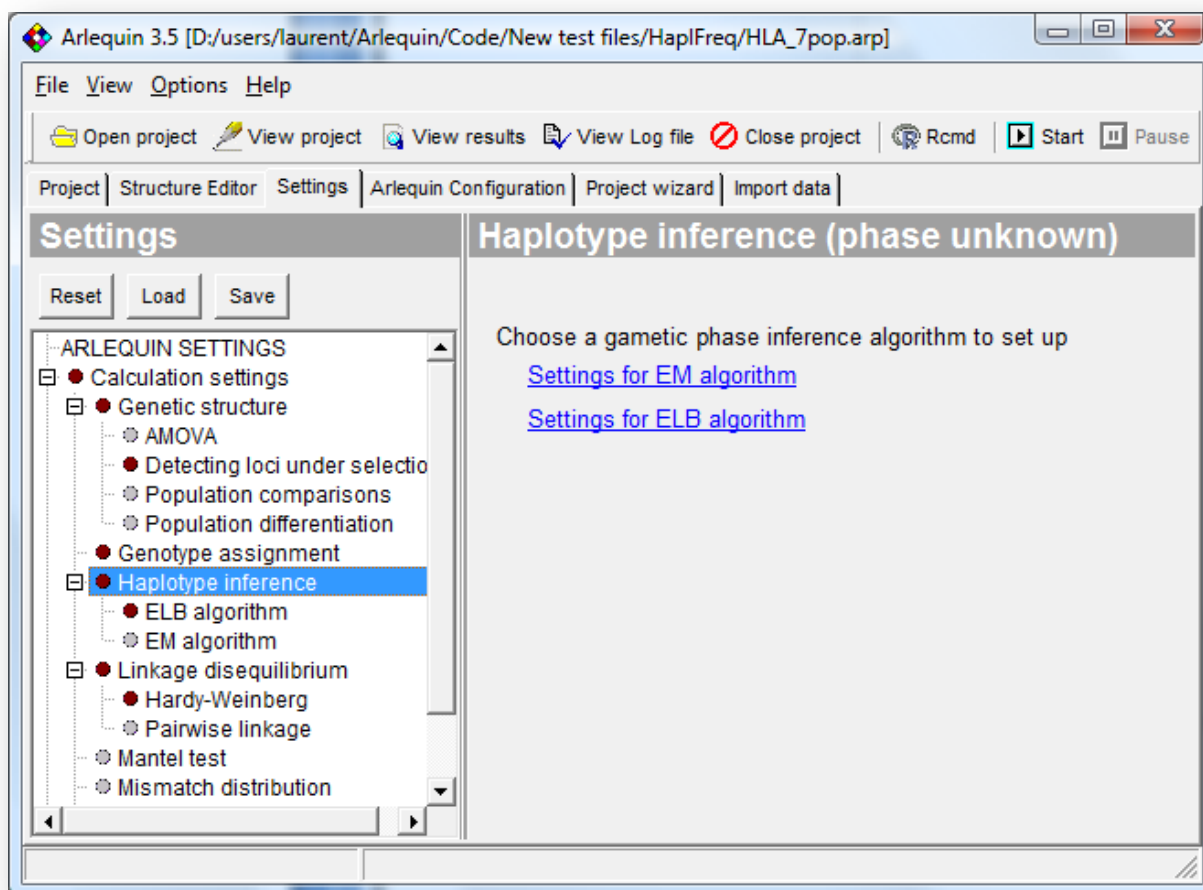 Arlequin 3.5 [D:/users/laurent/Arlequin/Code/New test files/HaplFreq/HLA_7pop.arp]
File View Options Help
Open project View project View results View Log file Close project Rcmd Start Pause
Project Structure Editor Settings Arlequin Configuration Project wizard Import data
Settings
Reset Load Save
ARLEQUIN SETTINGS
Calculation settings
Genetic structure
AMOVA
Detecting loci under selectio
Population comparisons
Population differentiation
Genotype assignment
Haplotype inference
ELB algorithm
EM algorithm
Linkage disequilibrium
Hardy-Weinberg
Pairwise linkage
Mantel test
Mismatch distribution
Haplotype inference (phase unknown)
Choose a gametic phase inference algorithm to set up
Settings for EM algorithm
Settings for ELB algorithm